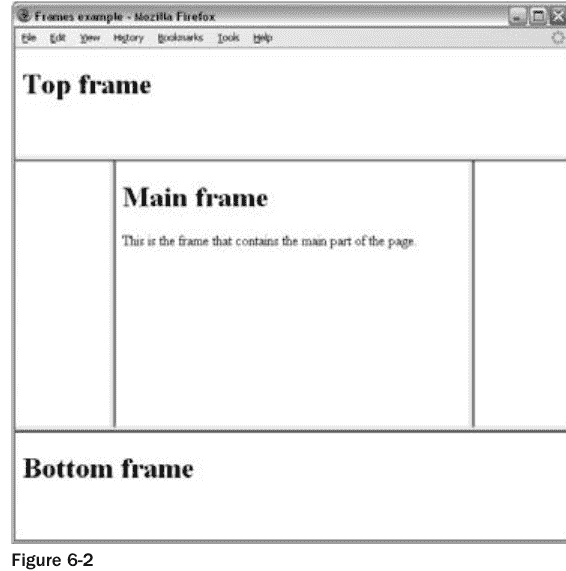 Frames example - Mozilla Firefox
File Edit View History Bookmarks Tools Help
Top frame
Main frame
This is the frame that contains the main part of the page.
Bottom frame
Figure 6-2